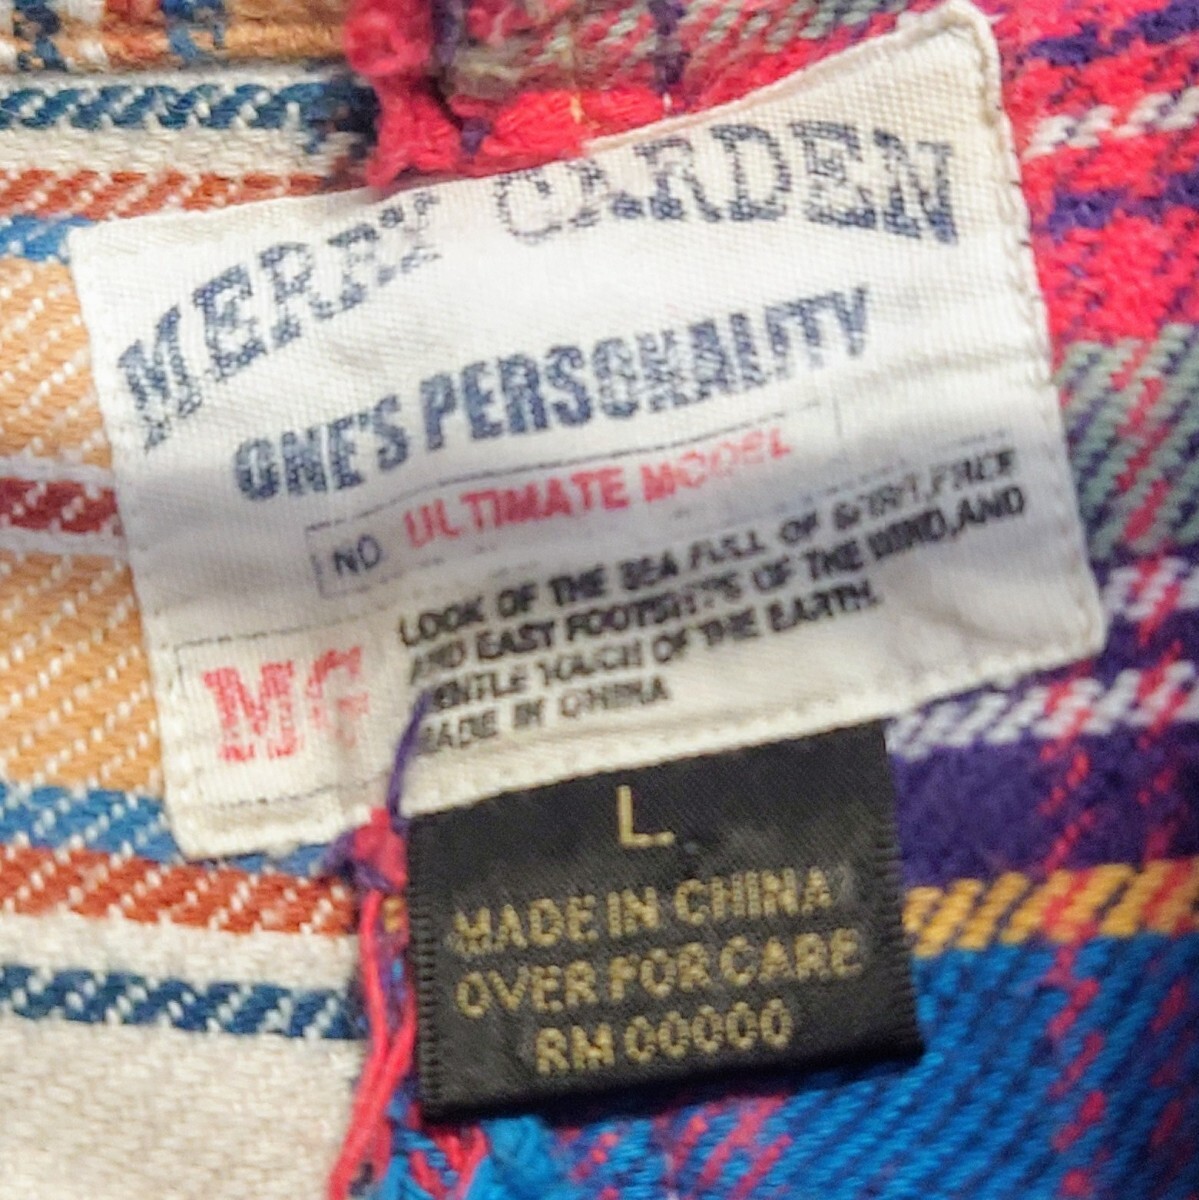 MERRY GARDEN
ONE'S PERSONALITY
NO ULTIMATE MODEL
MG
LOOK OF THE SEA FULL OF SPIRIT, FREE
AND EAST FOOTSTEPS OF THE WIND, AND
GENTLE TOUCH OF THE EARTH.
MADE IN CHINA
L.
MADE IN CHINA
OVER FOR CARE
RM 00000